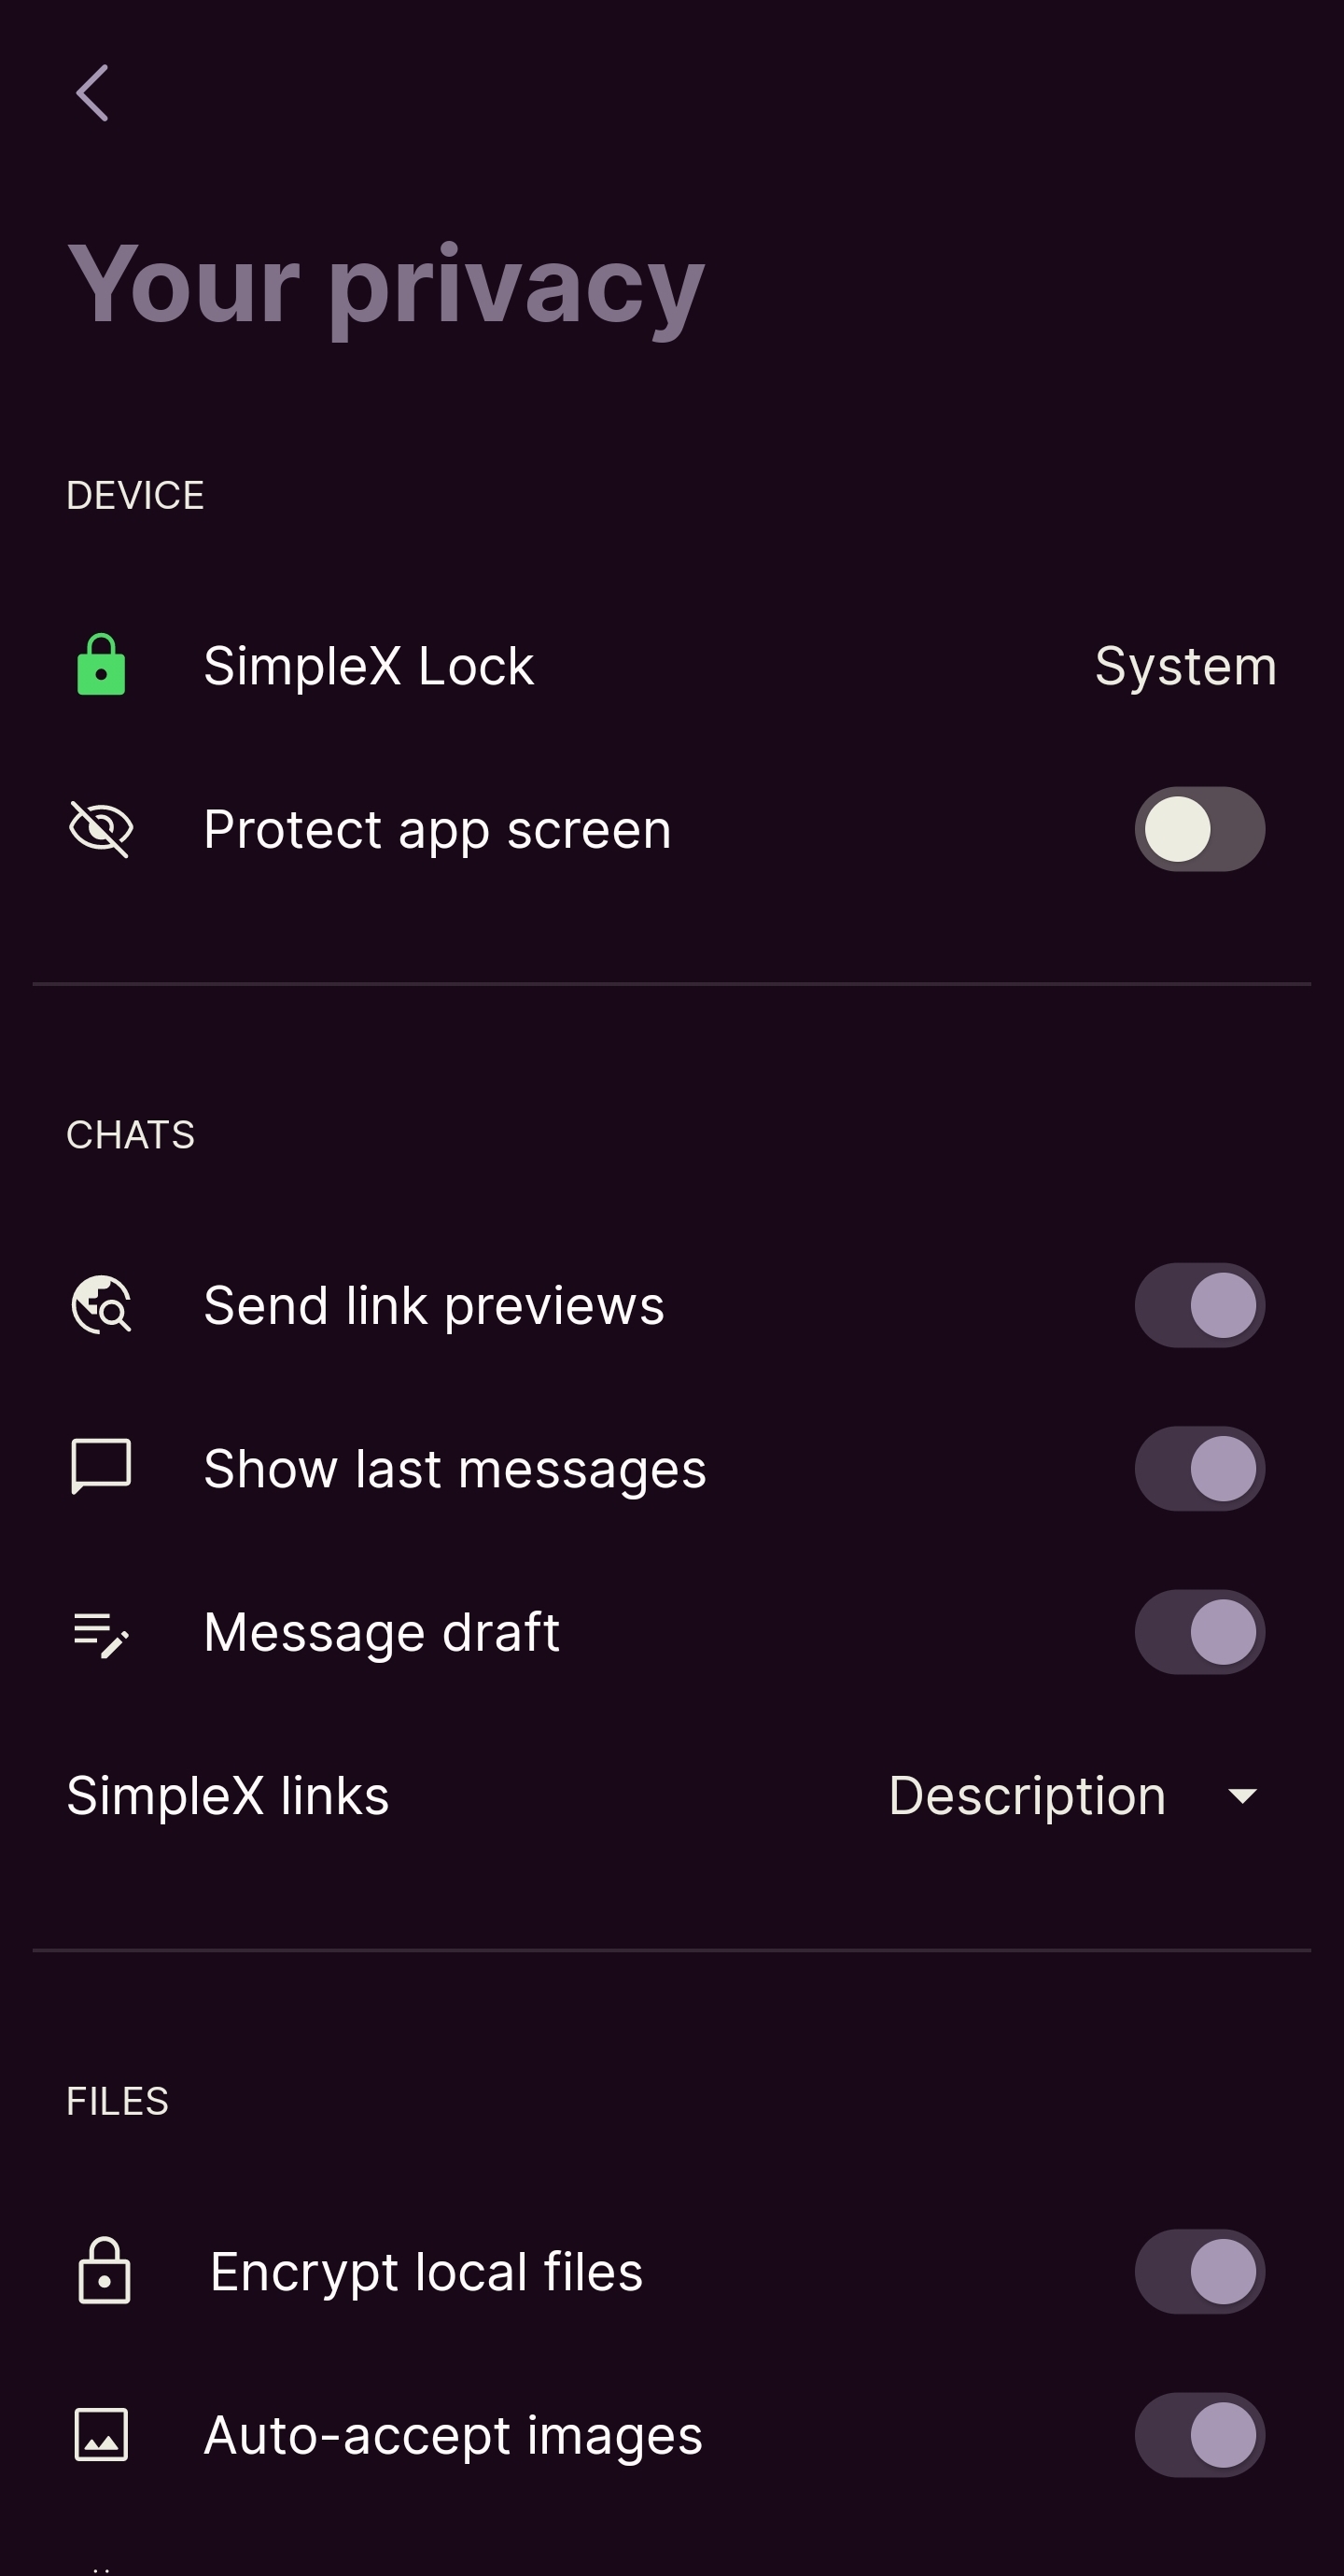 Your privacy
DEVICE
SimpleX Lock System
Protect app screen
CHATS
Send link previews
Show last messages
Message draft
SimpleX links Description
FILES
Encrypt local files
Auto-accept images